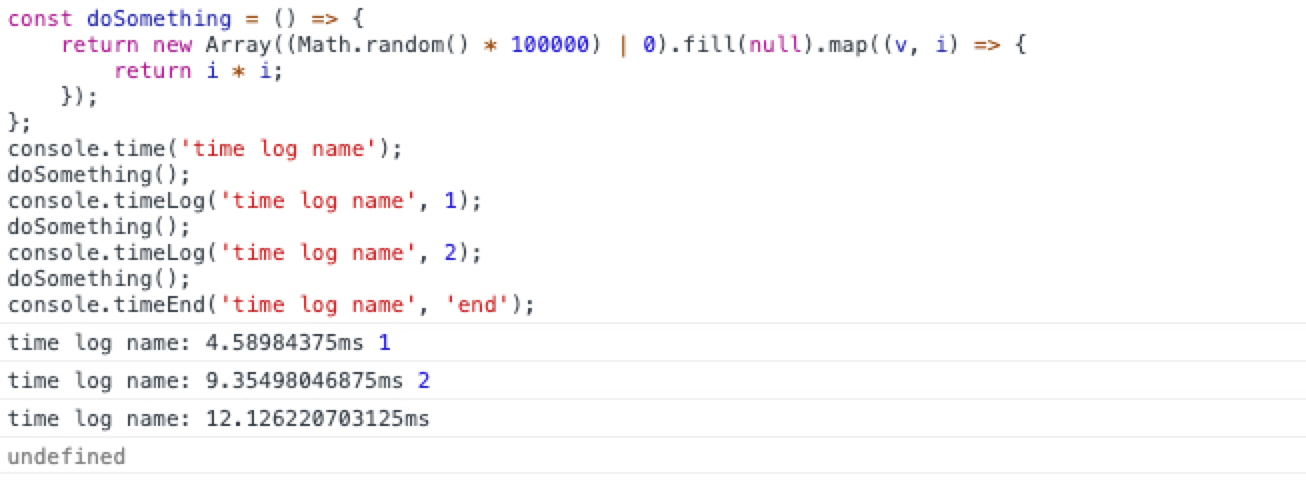 const doSomething = () => {
    return new Array((Math.random() * 100000) | 0).fill(null).map((v, i) => {
        return i * i;
    });
};
console.time('time log name');
doSomething();
console.timeLog('time log name', 1);
doSomething();
console.timeLog('time log name', 2);
doSomething();
console.timeEnd('time log name', 'end');
time log name: 4.58984375ms 1
time log name: 9.35498046875ms 2
time log name: 12.126220703125ms
undefined